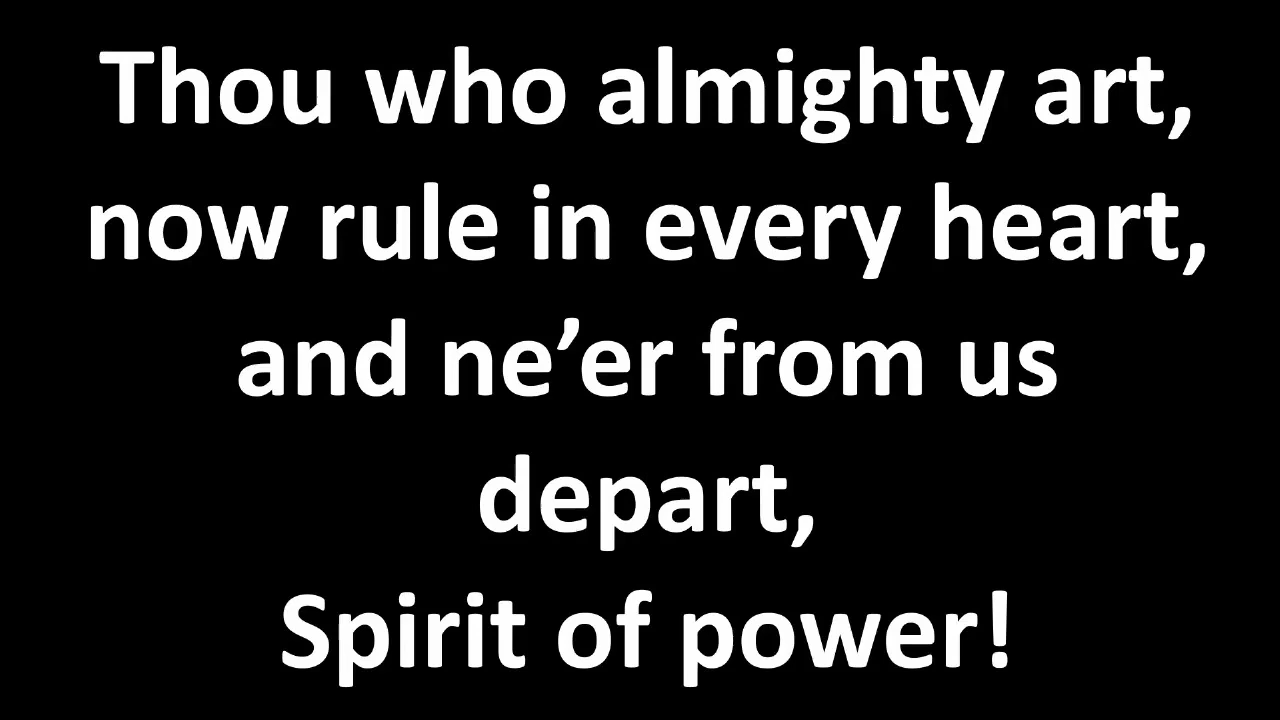 Thou who almighty art,
now rule in every heart,
and ne’er from us
depart,
Spirit of power!